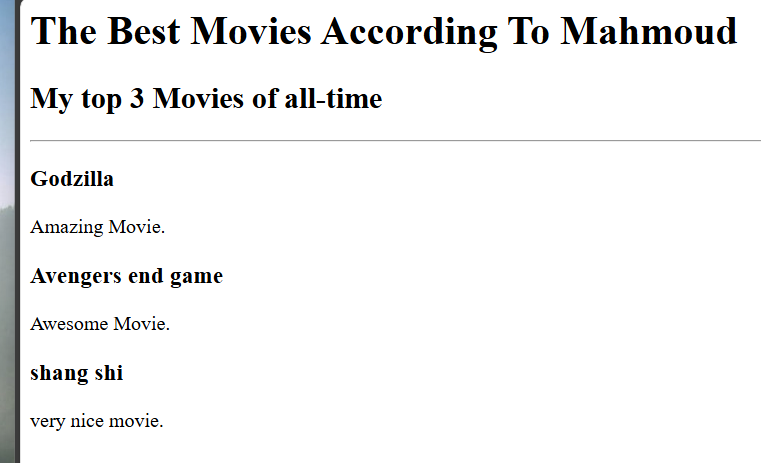 The Best Movies According To Mahmoud
My top 3 Movies of all-time
Godzilla
Amazing Movie.
Avengers end game
Awesome Movie.
shang shi
very nice movie.